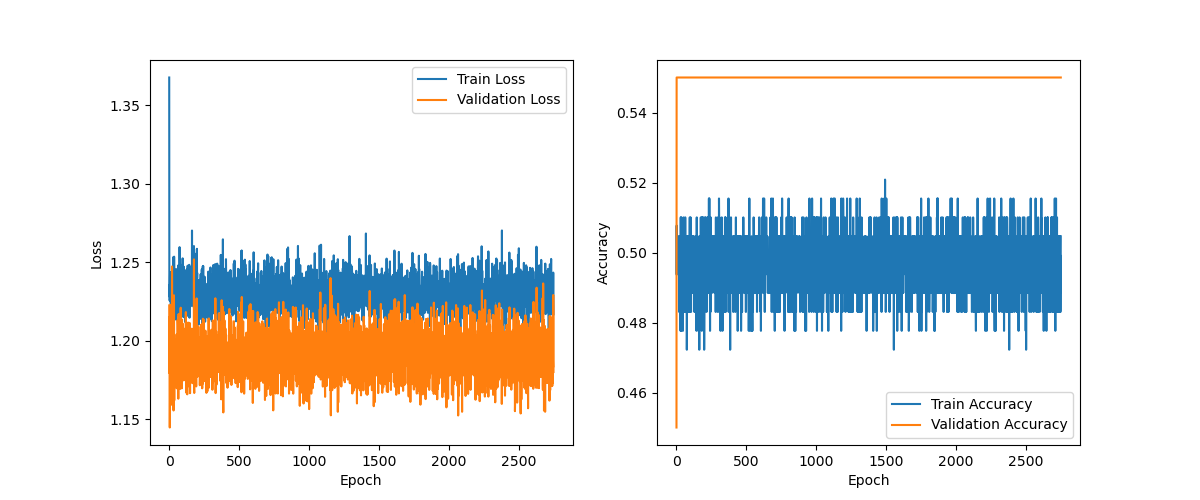 Train Loss
Validation Loss
1.35
1.30
1.25
1.20
1.15
Loss
0 500 1000 1500 2000 2500
Epoch
0.54
0.52
0.50
0.48
0.46
Accuracy
Train Accuracy
Validation Accuracy
0 500 1000 1500 2000 2500
Epoch